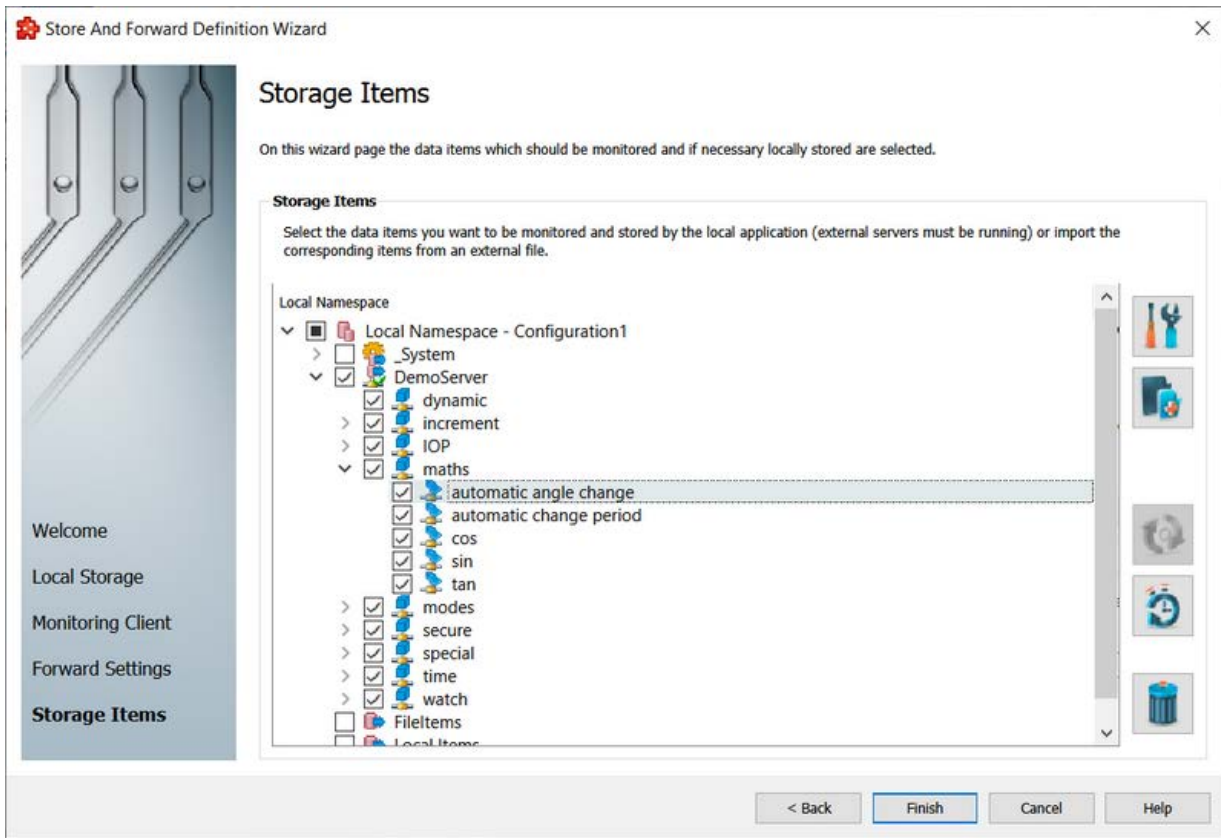 Store And Forward Definition Wizard
Storage Items
On this wizard page the data items which should be monitored and if necessary locally stored are selected.
Storage Items
Select the data items you want to be monitored and stored by the local application (external servers must be running) or import the
corresponding items from an external file.
Local Namespace
Local Namespace - Configuration1
_System
DemoServer
dynamic
increment
IOP
maths
automatic angle change
automatic change period
cos
sin
tan
modes
secure
special
time
watch
FileItems
Local Items
Welcome
Local Storage
Monitoring Client
Forward Settings
Storage Items
< Back
Finish
Cancel
Help